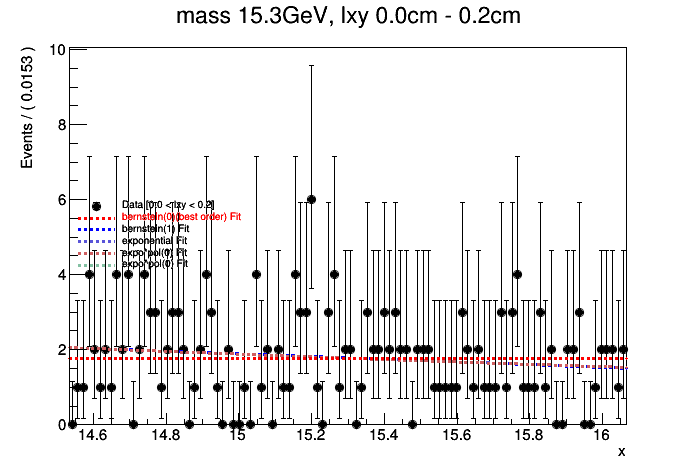 mass 15.3GeV, lxy 0.0cm - 0.2cm
Events / ( 0.0153 )
10
8
6
4
2
0
Data [0.0 < lxy < 0.2]
bernstein(0)(best order) Fit
bernstein(1) Fit
exponential Fit
expo*pol(0) Fit
expo*pol(0) Fit
14.6 14.8 15 15.2 15.4 15.6 15.8 16
x